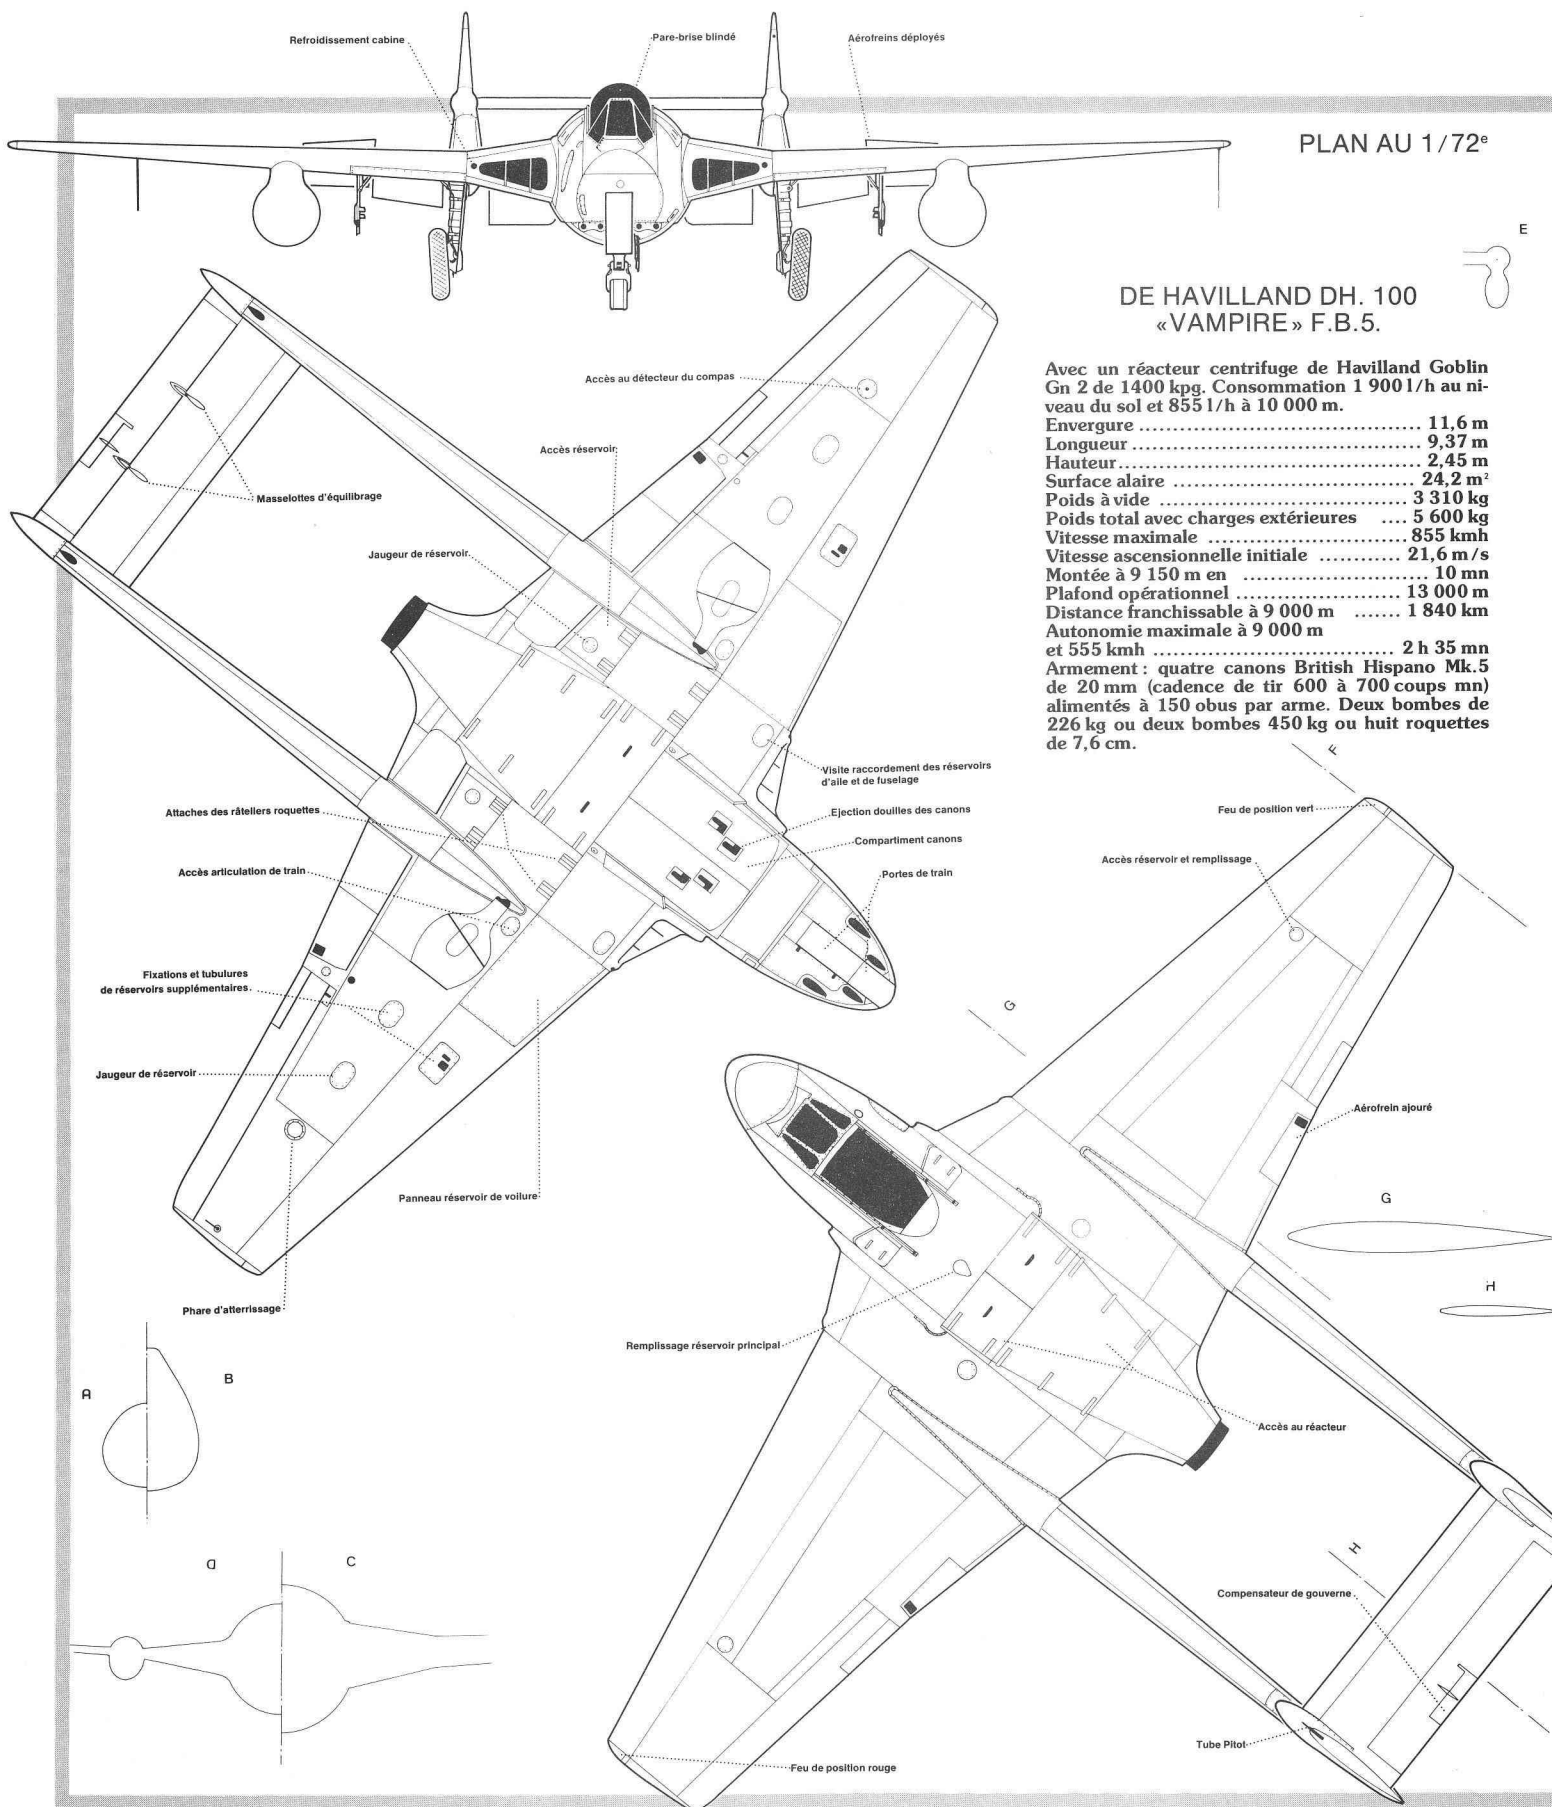 Refroidissement cabine
Pare-brise blindé
Aérofreins déployés
PLAN AU 1/72e
E
DE HAVILLAND DH. 100
«VAMPIRE» F.B.5.
Avec un réacteur centrifuge de Havilland Goblin
Gn 2 de 1400 kpg. Consommation 1 900 l/h au ni-
veau du sol et 855 l/h à 10 000 m.
Envergure ........................................ 11,6 m
Longueur ......................................... 9,37 m
Hauteur........................................... 2,45 m
Surface alaire ................................... 24,2 m²
Poids à vide ..................................... 3 310 kg
Poids total avec charges extérieures .... 5 600 kg
Vitesse maximale ............................... 855 kmh
Vitesse ascensionnelle initiale ........... 21,6 m/s
Montée à 9 150 m en .......................... 10 mn
Plafond opérationnel ........................ 13 000 m
Distance franchissable à 9 000 m ....... 1 840 km
Autonomie maximale à 9 000 m
et 555 kmh .................................. 2 h 35 mn
Armement : quatre canons British Hispano Mk.5
de 20 mm (cadence de tir 600 à 700 coups mn)
alimentés à 150 obus par arme. Deux bombes de
226 kg ou deux bombes 450 kg ou huit roquettes
de 7,6 cm.
Accès au détecteur du compas
Accès réservoir
Masselottes d'équilibrage
Jaugeur de réservoir
Visite raccordement des réservoirs
d'aile et de fuselage
Ejection douilles des canons
Compartiment canons
Portes de train
Attaches des râteliers roquettes
Accès articulation de train
Fixations et tubulures
de réservoirs supplémentaires
Jaugeur de réservoir
Panneau réservoir de voilure
Phare d'atterrissage
F
Feu de position vert
Accès réservoir et remplissage
G
Aérofrein ajouré
G
H
Remplissage réservoir principal
Accès au réacteur
A
B
D
C
H
Compensateur de gouverne
Tube Pitot
Feu de position rouge